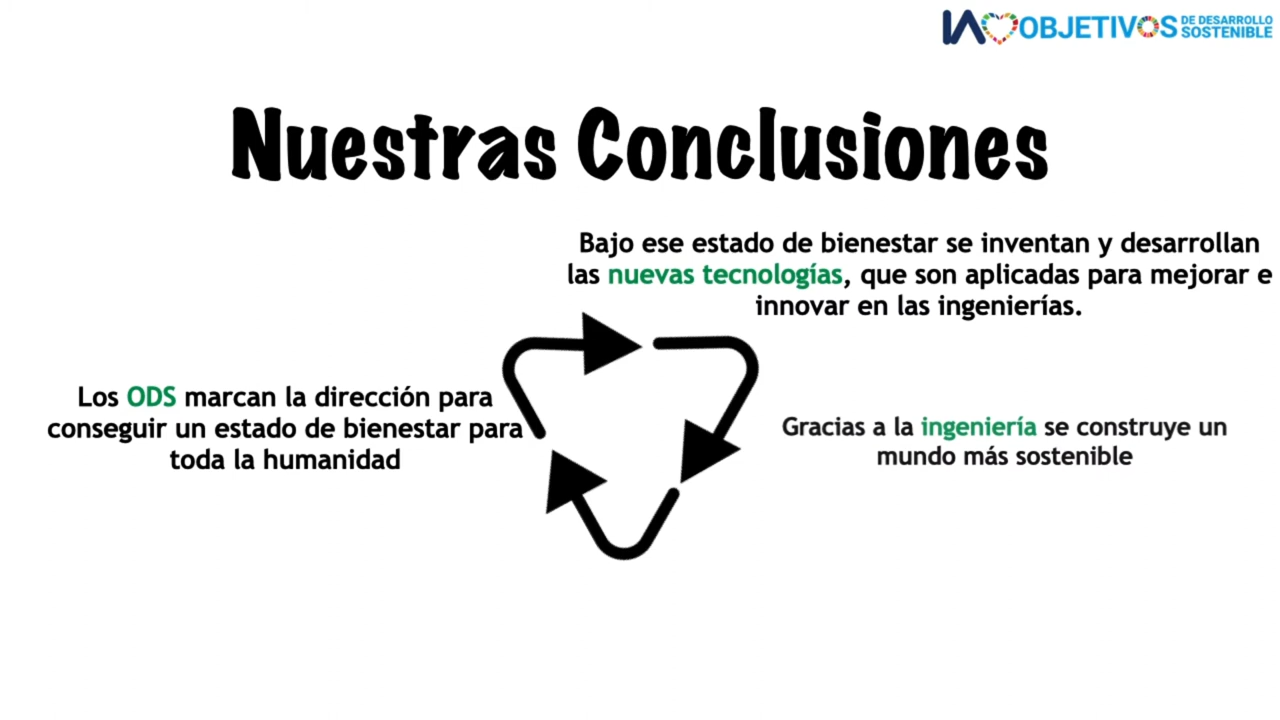 IA OBJETIVOS DE DESARROLLO
SOSTENIBLE
Nuestras Conclusiones
Bajo ese estado de bienestar se inventan y desarrollan
las nuevas tecnologías, que son aplicadas para mejorar e
innovar en las ingenierías.
Los ODS marcan la dirección para
conseguir un estado de bienestar para
toda la humanidad
Gracias a la ingeniería se construye un
mundo más sostenible